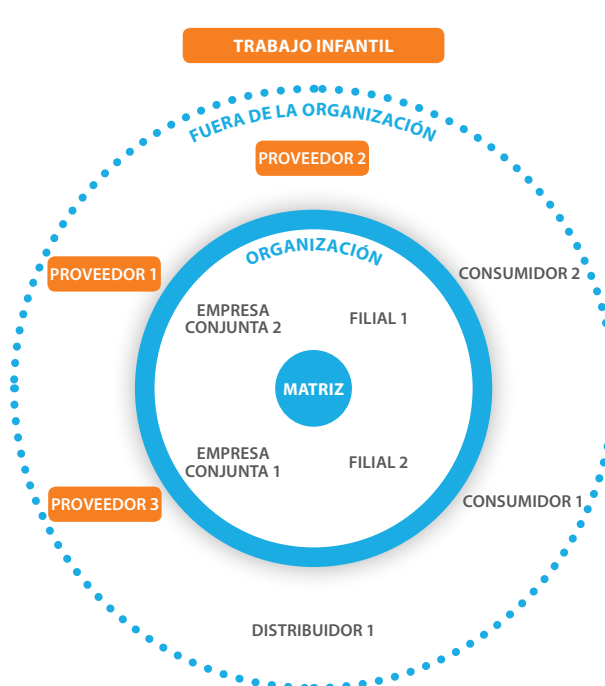 TRABAJO INFANTIL
FUERA DE LA ORGANIZACIÓN
PROVEEDOR 2
ORGANIZACIÓN
PROVEEDOR 1
CONSUMIDOR 2
EMPRESA
CONJUNTA 2
FILIAL 1
MATRIZ
EMPRESA
CONJUNTA 1
FILIAL 2
PROVEEDOR 3
CONSUMIDOR 1
DISTRIBUIDOR 1